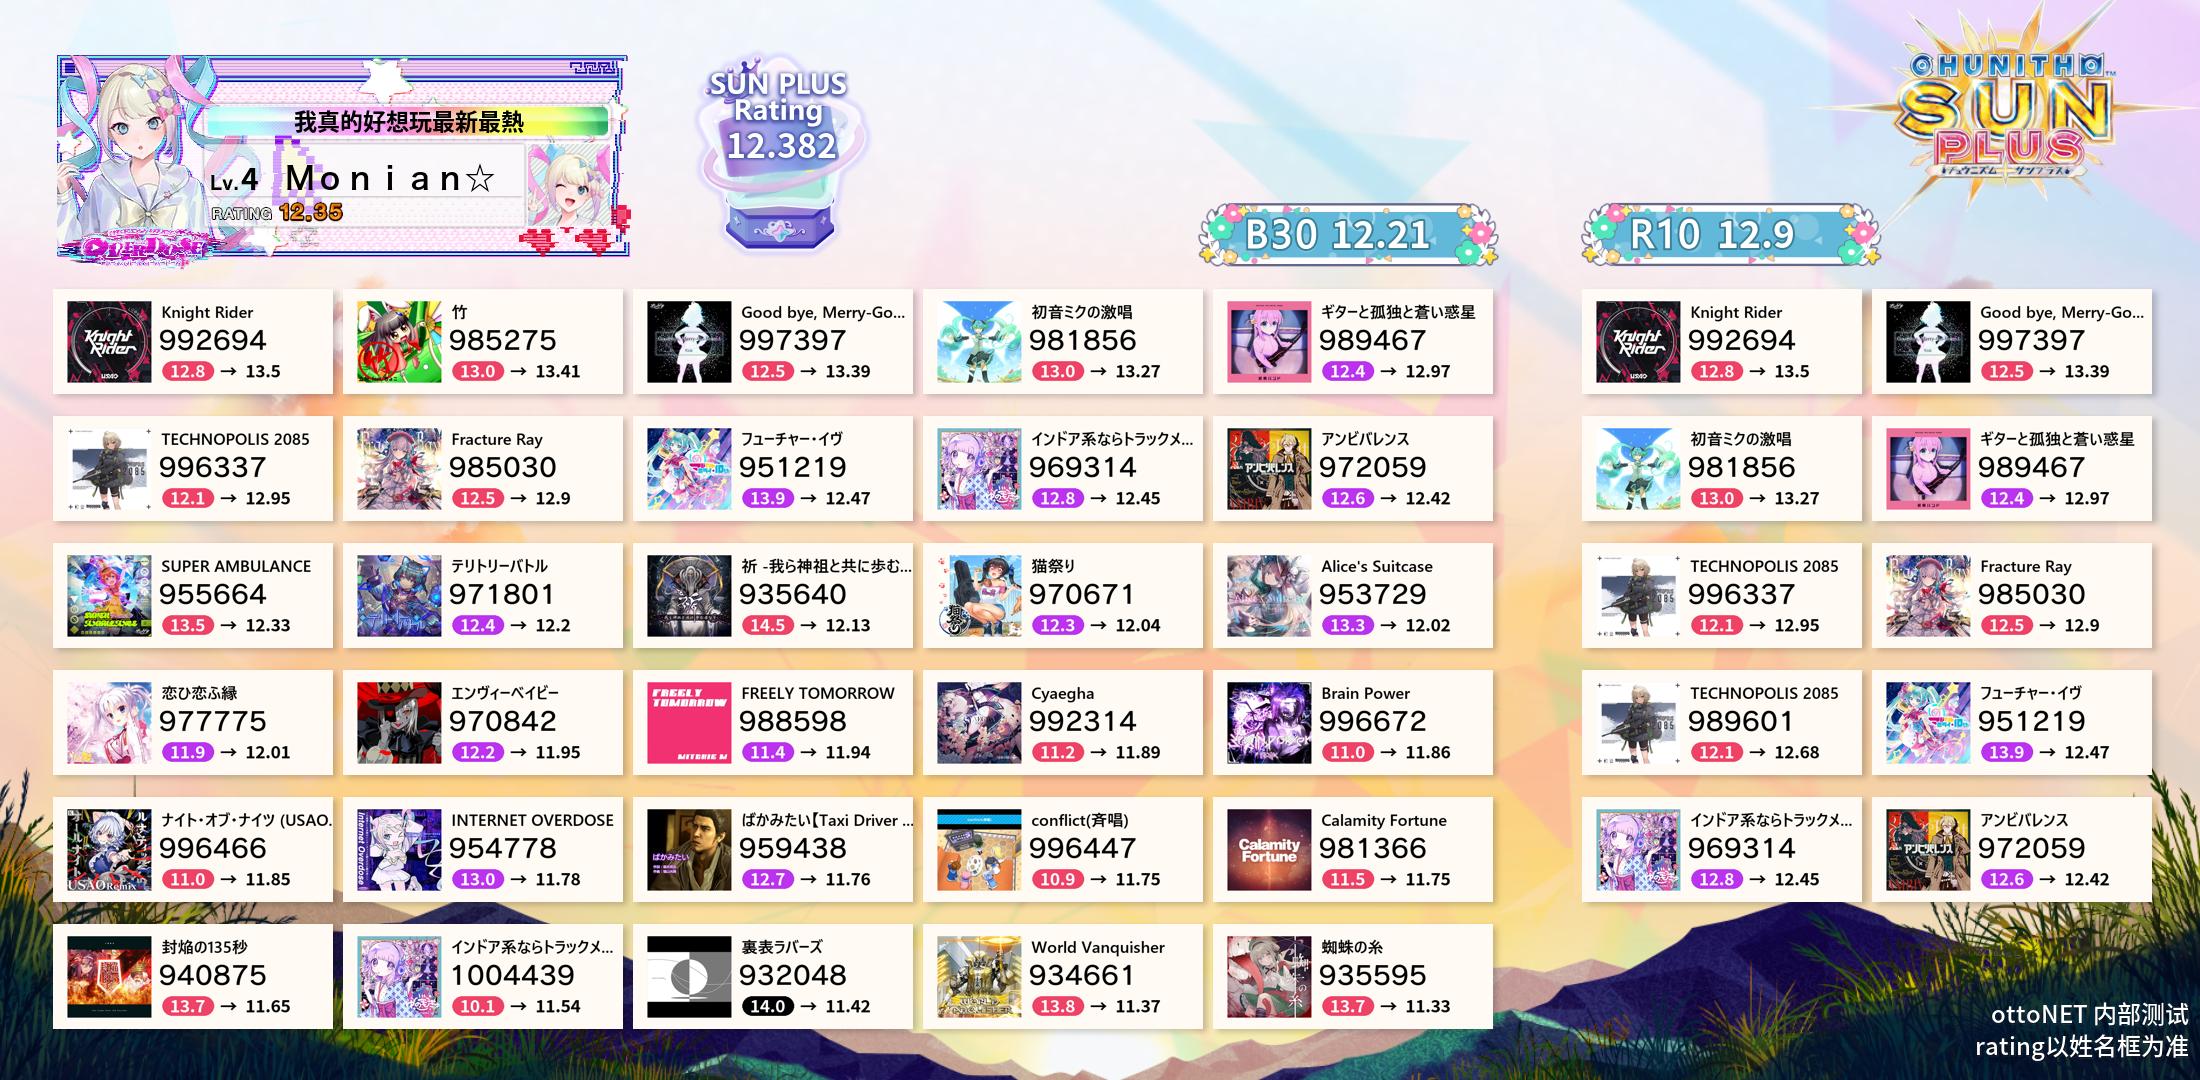 我真的好想玩最新最熱
Lv.4 Monian☆
RATING 12.35
OVERDOSE
SUN PLUS
Rating
12.382
CHUNITHM
SUN
PLUS
チュウニズム サンプラス
B30 12.21
R10 12.9
Knight Rider
992694
12.8 → 13.5
竹
985275
13.0 → 13.41
Good bye, Merry-Go...
997397
12.5 → 13.39
初音ミクの激唱
981856
13.0 → 13.27
ギターと孤独と蒼い惑星
989467
12.4 → 12.97
TECHNOPOLIS 2085
996337
12.1 → 12.95
Fracture Ray
985030
12.5 → 12.9
フューチャー・イヴ
951219
13.9 → 12.47
インドア系ならトラックメ...
969314
12.8 → 12.45
アンビバレンス
972059
12.6 → 12.42
SUPER AMBULANCE
955664
13.5 → 12.33
テリトリーバトル
971801
12.4 → 12.2
祈 -我ら神祖と共に歩む...
935640
14.5 → 12.13
猫祭り
970671
12.3 → 12.04
Alice's Suitcase
953729
13.3 → 12.02
恋ひ恋ふ縁
977775
11.9 → 12.01
エンヴィーベイビー
970842
12.2 → 11.95
FREELY TOMORROW
988598
11.4 → 11.94
Cyaegha
992314
11.2 → 11.89
Brain Power
996672
11.0 → 11.86
ナイト・オブ・ナイツ (USAO.
996466
11.0 → 11.85
INTERNET OVERDOSE
954778
13.0 → 11.78
ばかみたい【Taxi Driver ...
959438
12.7 → 11.76
conflict(斉唱)
996447
10.9 → 11.75
Calamity Fortune
981366
11.5 → 11.75
封焔の135秒
940875
13.7 → 11.65
インドア系ならトラックメ...
1004439
10.1 → 11.54
裏表ラバーズ
932048
14.0 → 11.42
World Vanquisher
934661
13.8 → 11.37
蜘蛛の糸
935595
13.7 → 11.33
Knight Rider
992694
12.8 → 13.5
Good bye, Merry-Go...
997397
12.5 → 13.39
初音ミクの激唱
981856
13.0 → 13.27
ギターと孤独と蒼い惑星
989467
12.4 → 12.97
TECHNOPOLIS 2085
996337
12.1 → 12.95
Fracture Ray
985030
12.5 → 12.9
TECHNOPOLIS 2085
989601
12.1 → 12.68
フューチャー・イヴ
951219
13.9 → 12.47
インドア系ならトラックメ...
969314
12.8 → 12.45
アンビバレンス
972059
12.6 → 12.42
ottoNET 内部测试
rating以姓名框为准